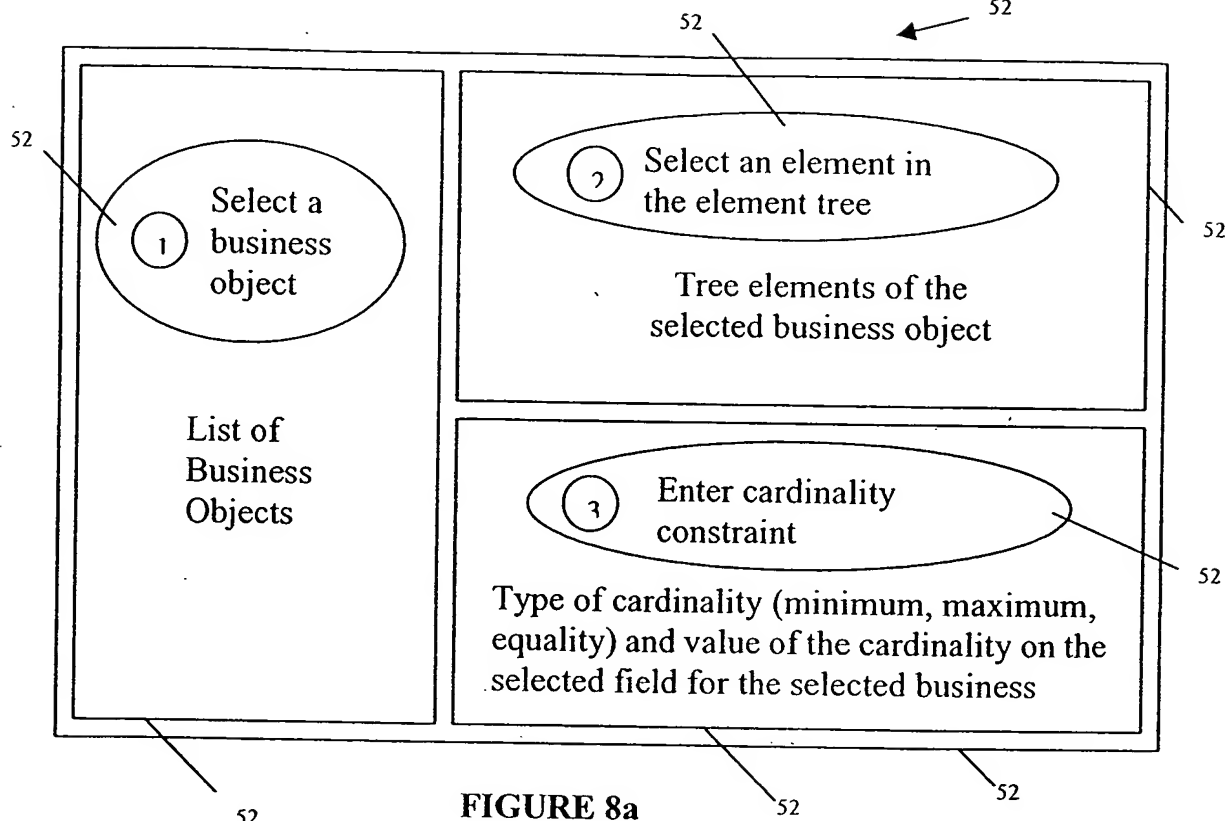 52
52
52
1
Select a
business
object
2
Select an element in
the element tree
52
Tree elements of the
selected business object
List of
Business
Objects
3
Enter cardinality
constraint
52
Type of cardinality (minimum, maximum,
equality) and value of the cardinality on the
selected field for the selected business
52
52
52
FIGURE 8a